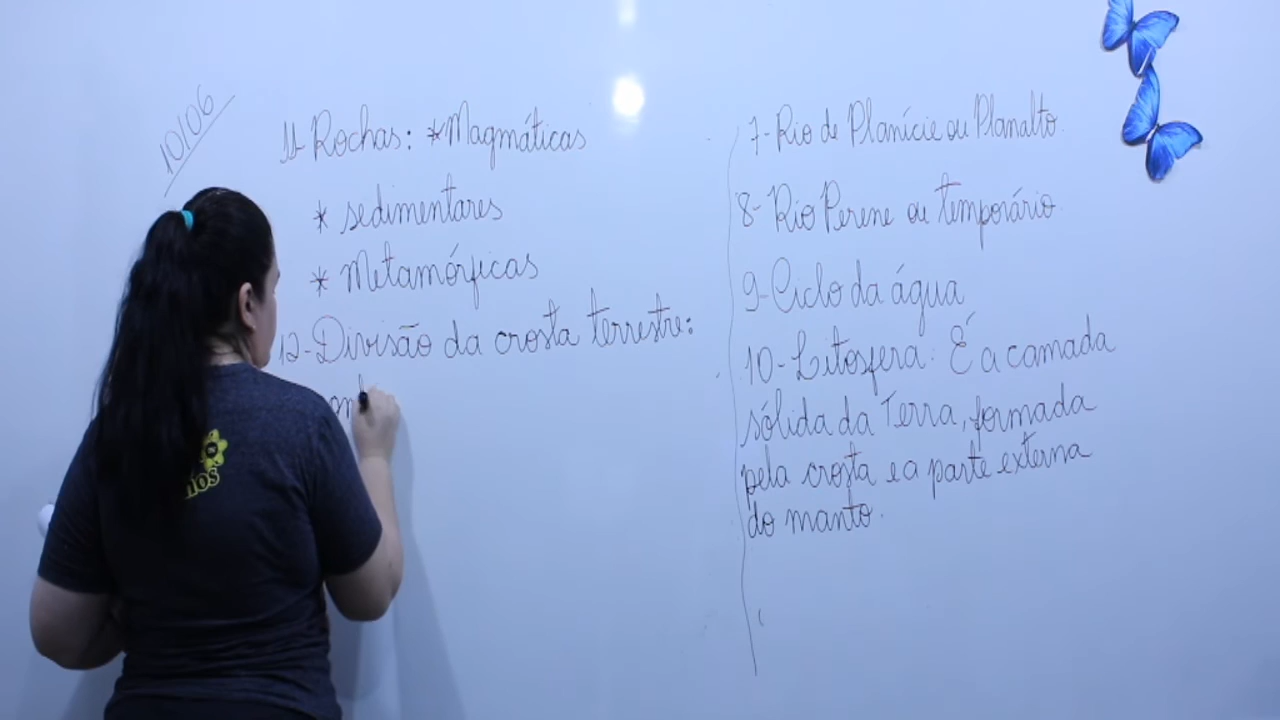 10/06
11-Rochas: *Magmáticas
* sedimentares
* Metamórficas
12-Divisão da crosta terrestre:
7-Rio de Planície ou Planalto.
8-Rio Perene ou temporário
9-Ciclo da água
10-Litosfera: É a camada
sólida da Terra, formada
pela crosta e a parte externa
do manto.